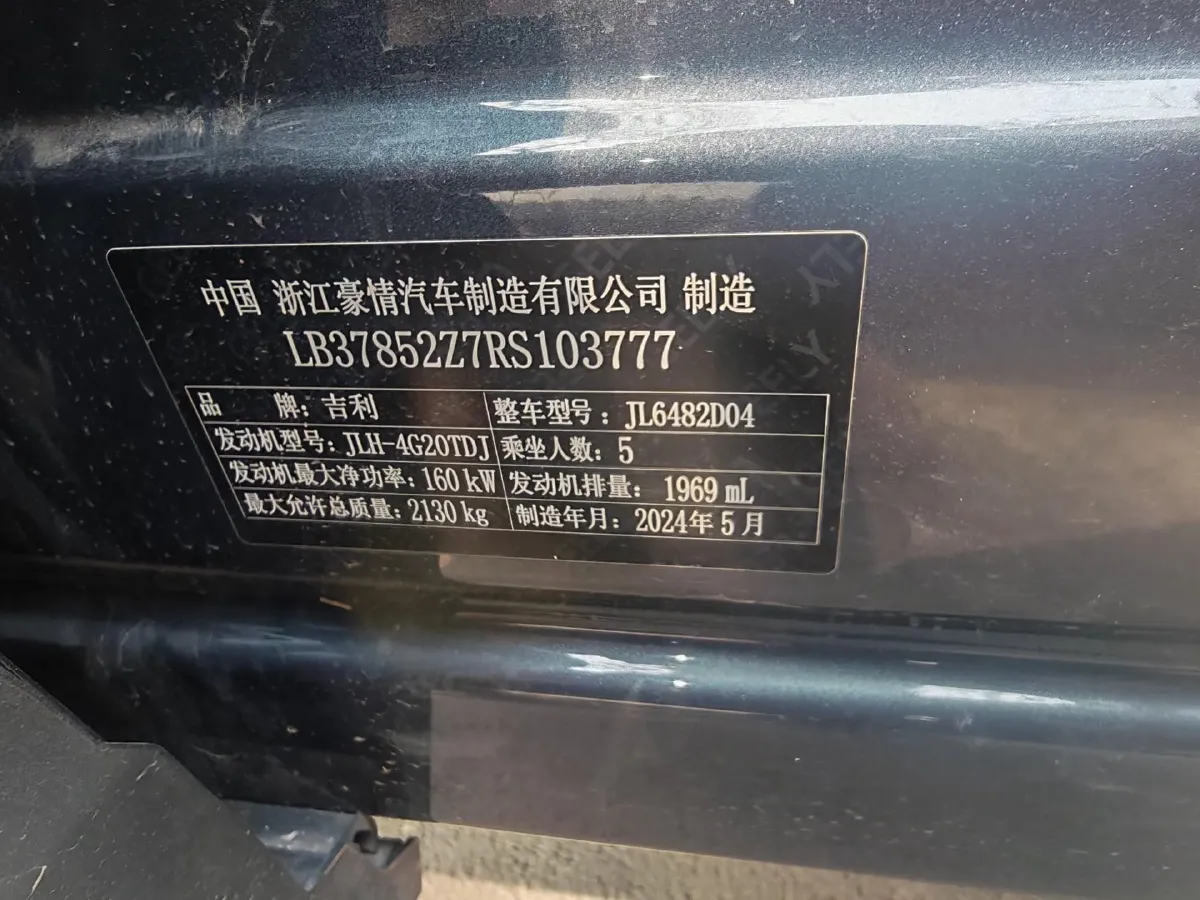 中国 浙江豪情汽车制造有限公司 制造
LB37852Z7RS103777
品 牌：吉利 整车型号：JL6482D04
发动机型号：JLH-4G20TDJ 乘坐人数：5
发动机最大净功率：160 kW 发动机排量：1969 mL
最大允许总质量：2130 kg 制造年月：2024年5月